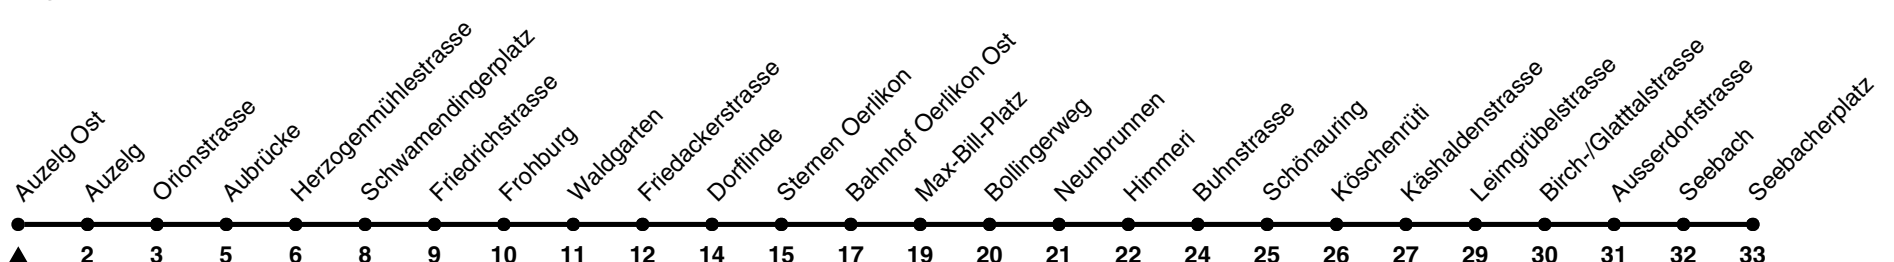 Auzelg Ost
Auzelg
Orionstrasse
Aubrücke
Herzogenmühlestrasse
Schwamendingerplatz
Friedrichstrasse
Frohburg
Waldgarten
Friedackerstrasse
Dorflinde
Sternen Oerlikon
Bahnhof Oerlikon Ost
Max-Bill-Platz
Bollingerweg
Neunbrunnen
Himmeri
Buhnstrasse
Schönauring
Köschenrüti
Käshaldenstrasse
Leimgrübelstrasse
Birch-/Glatttalstrasse
Ausserdorfstrasse
Seebach
Seebacherplatz
2 3 5 6 8 9 10 11 12 14 15 17 19 20 21 22 24 25 26 27 29 30 31 32 33